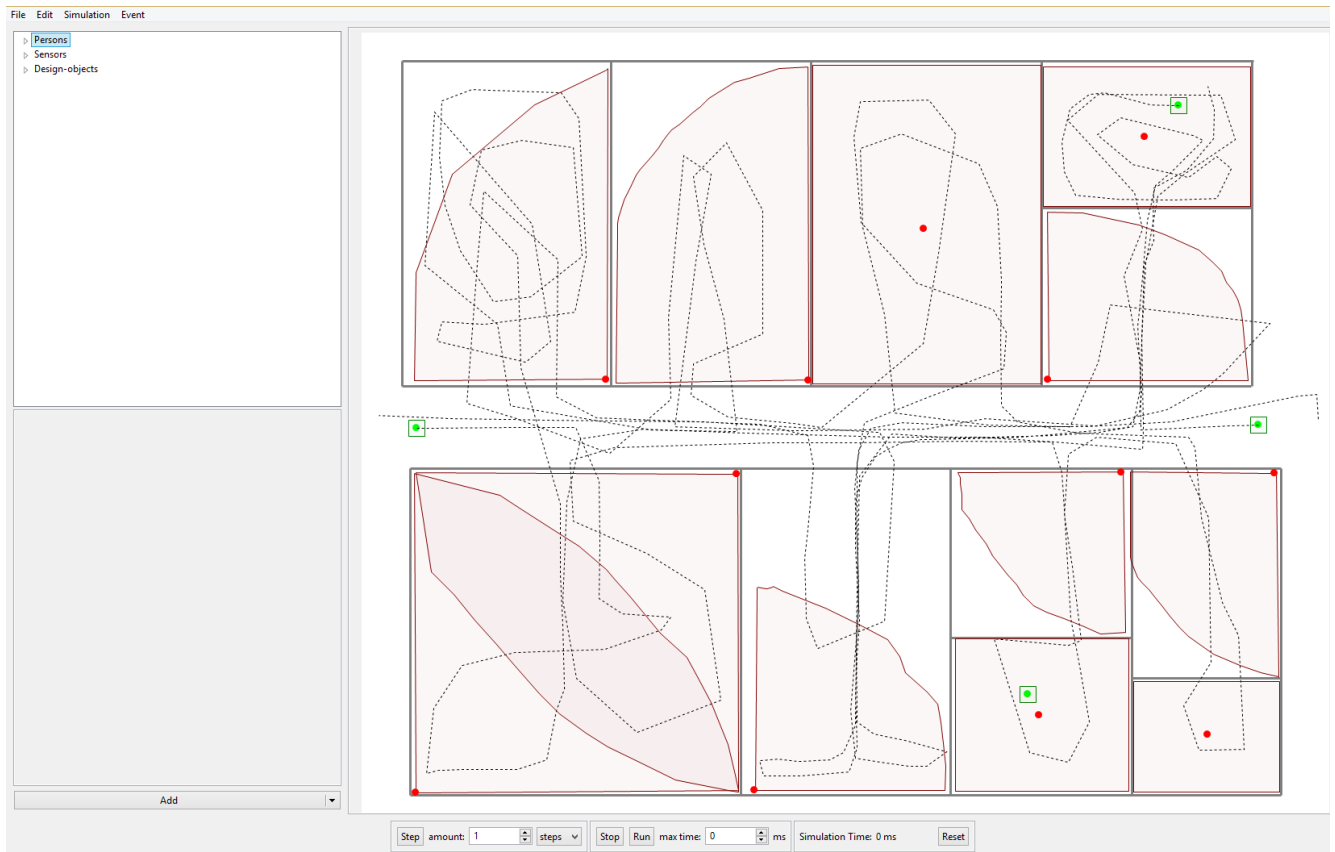 File Edit Simulation Event
Persons
Sensors
Design-objects
Add
Step amount: 1 steps Stop Run max time: 0 ms Simulation Time: 0 ms Reset